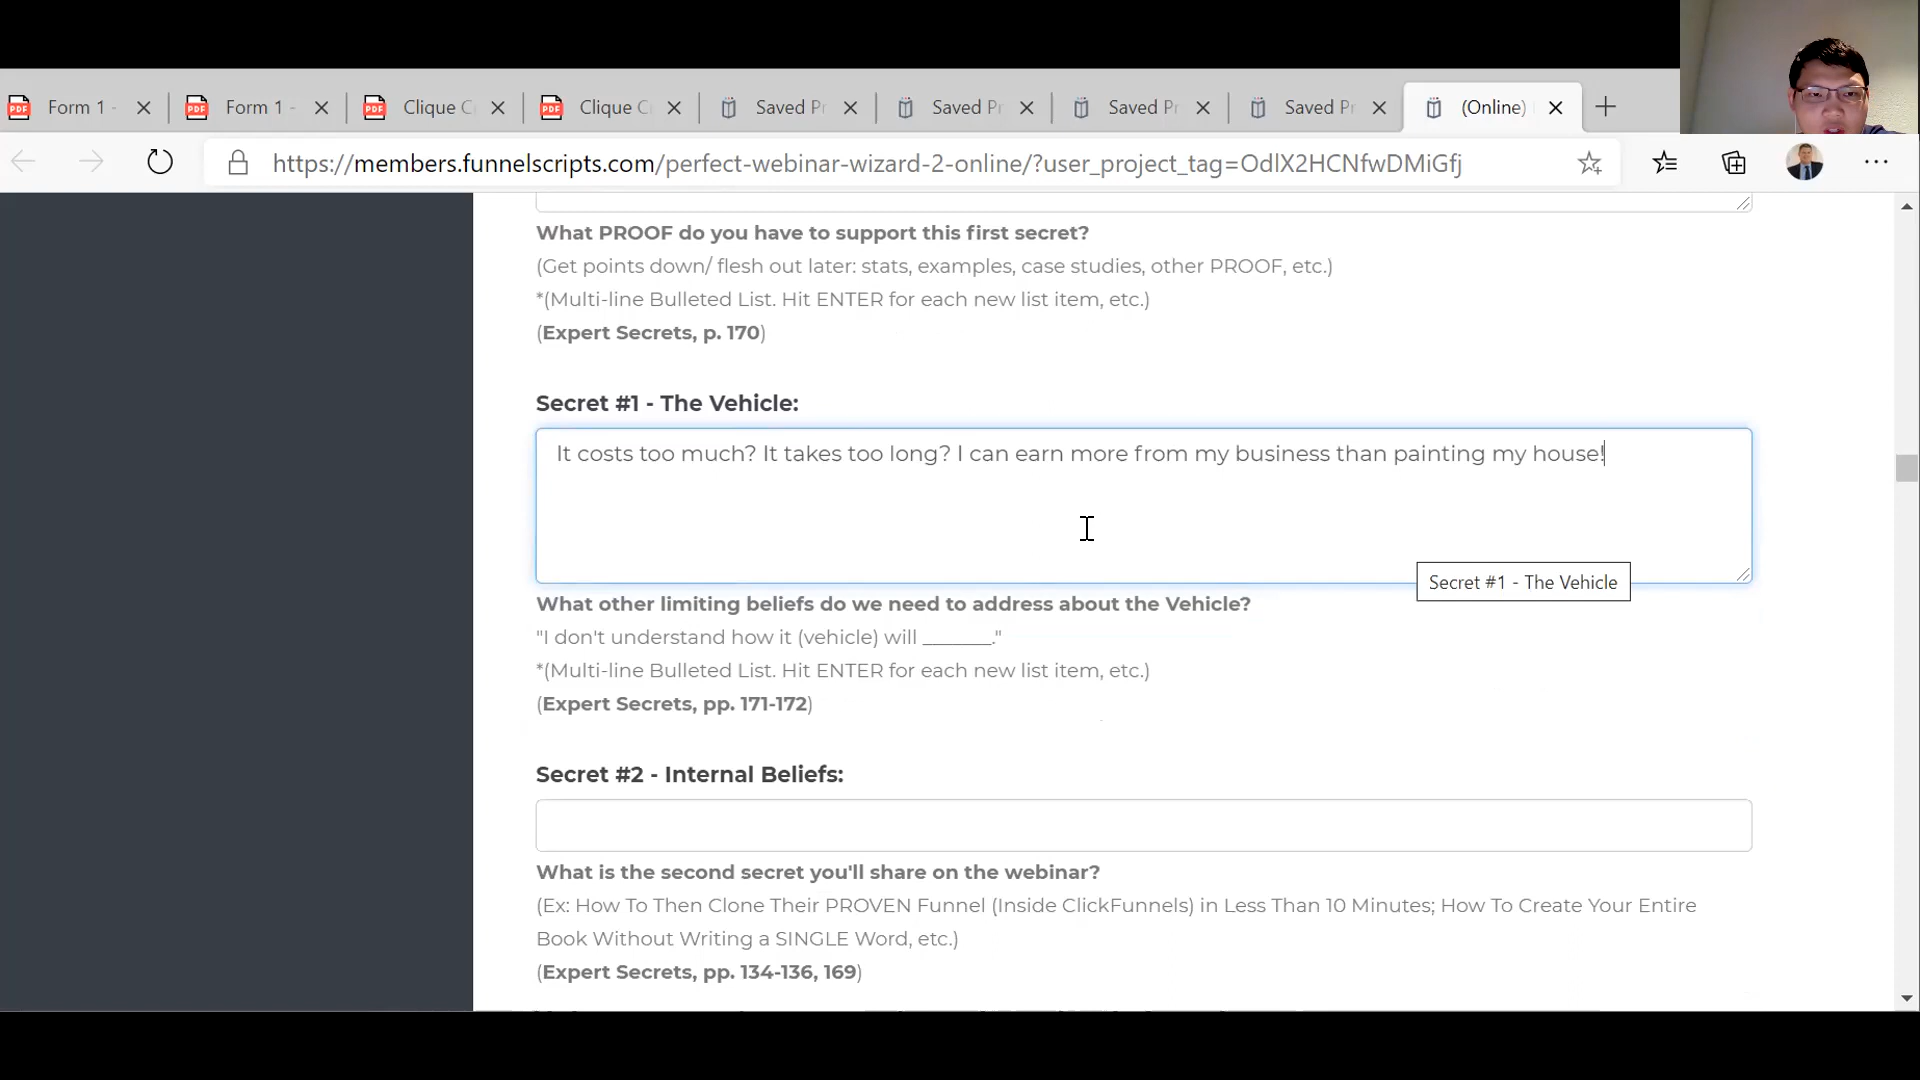 Form 1 -
Form 1 -
Clique C
Clique C
Saved Pr
Saved Pr
Saved Pr
Saved Pr
(Online)
https://members.funnelscripts.com/perfect-webinar-wizard-2-online/?user_project_tag=OdlX2HCNfwDMiGfj
What PROOF do you have to support this first secret?
(Get points down/ flesh out later: stats, examples, case studies, other PROOF, etc.)
*(Multi-line Bulleted List. Hit ENTER for each new list item, etc.)
(Expert Secrets, p. 170)
Secret #1 - The Vehicle:
It costs too much? It takes too long? I can earn more from my business than painting my house!
Secret #1 - The Vehicle
What other limiting beliefs do we need to address about the Vehicle?
"I don't understand how it (vehicle) will _______."
*(Multi-line Bulleted List. Hit ENTER for each new list item, etc.)
(Expert Secrets, pp. 171-172)
Secret #2 - Internal Beliefs:
What is the second secret you'll share on the webinar?
(Ex: How To Then Clone Their PROVEN Funnel (Inside ClickFunnels) in Less Than 10 Minutes; How To Create Your Entire
Book Without Writing a SINGLE Word, etc.)
(Expert Secrets, pp. 134-136, 169)